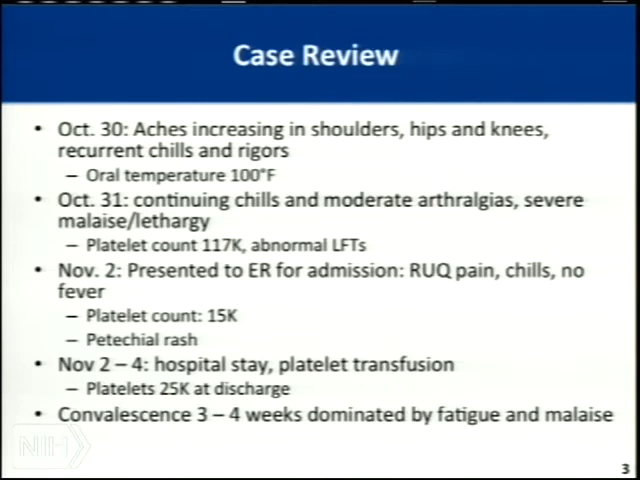 Case Review
• Oct. 30: Aches increasing in shoulders, hips and knees,
recurrent chills and rigors
– Oral temperature 100°F
• Oct. 31: continuing chills and moderate arthralgias, severe
malaise/lethargy
– Platelet count 117K, abnormal LFTs
• Nov. 2: Presented to ER for admission: RUQ pain, chills, no
fever
– Platelet count: 15K
– Petechial rash
• Nov 2 – 4: hospital stay, platelet transfusion
– Platelets 25K at discharge
• Convalescence 3 – 4 weeks dominated by fatigue and malaise
NIH
3